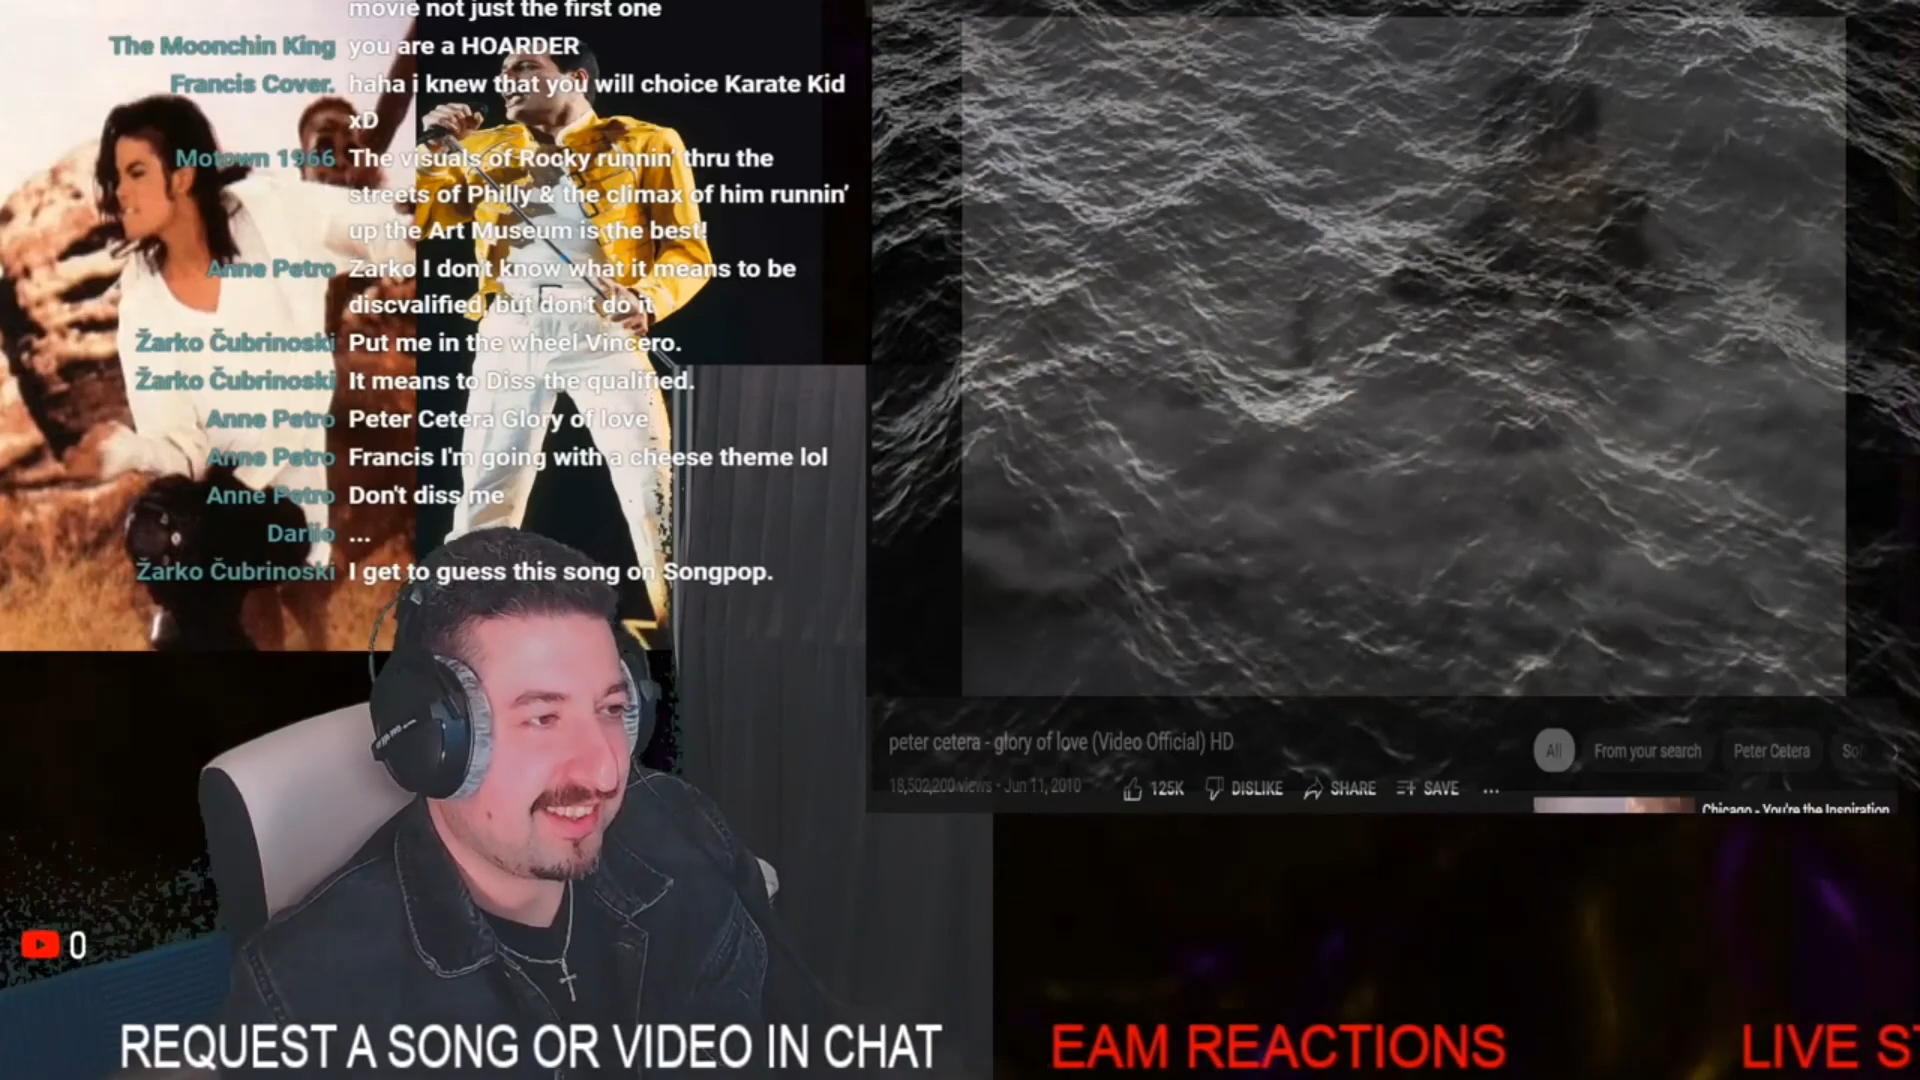 movie not just the first one
The Moonchin King you are a HOARDER
Francis Cover. haha i knew that you will choice Karate Kid
xD
Motown 1966 The visuals of Rocky runnin' thru the
streets of Philly & the climax of him runnin'
up the Art Museum is the best!
Anne Petro Zarko I don't know what it means to be
discvalified, but don't do it
Žarko Čubrinoski Put me in the wheel Vincero.
Žarko Čubrinoski It means to Diss the qualified.
Anne Petro Peter Cetera Glory of love
Anne Petro Francis I'm going with a cheese theme lol
Anne Petro Don't diss me
Dariio ...
Žarko Čubrinoski I get to guess this song on Songpop.
peter cetera - glory of love (Video Official) HD
18,502,200 views · Jun 11, 2010
125K DISLIKE SHARE SAVE ...
All From your search Peter Cetera So
Chicago - You're the Inspiration
0
REQUEST A SONG OR VIDEO IN CHAT
EAM REACTIONS LIVE ST